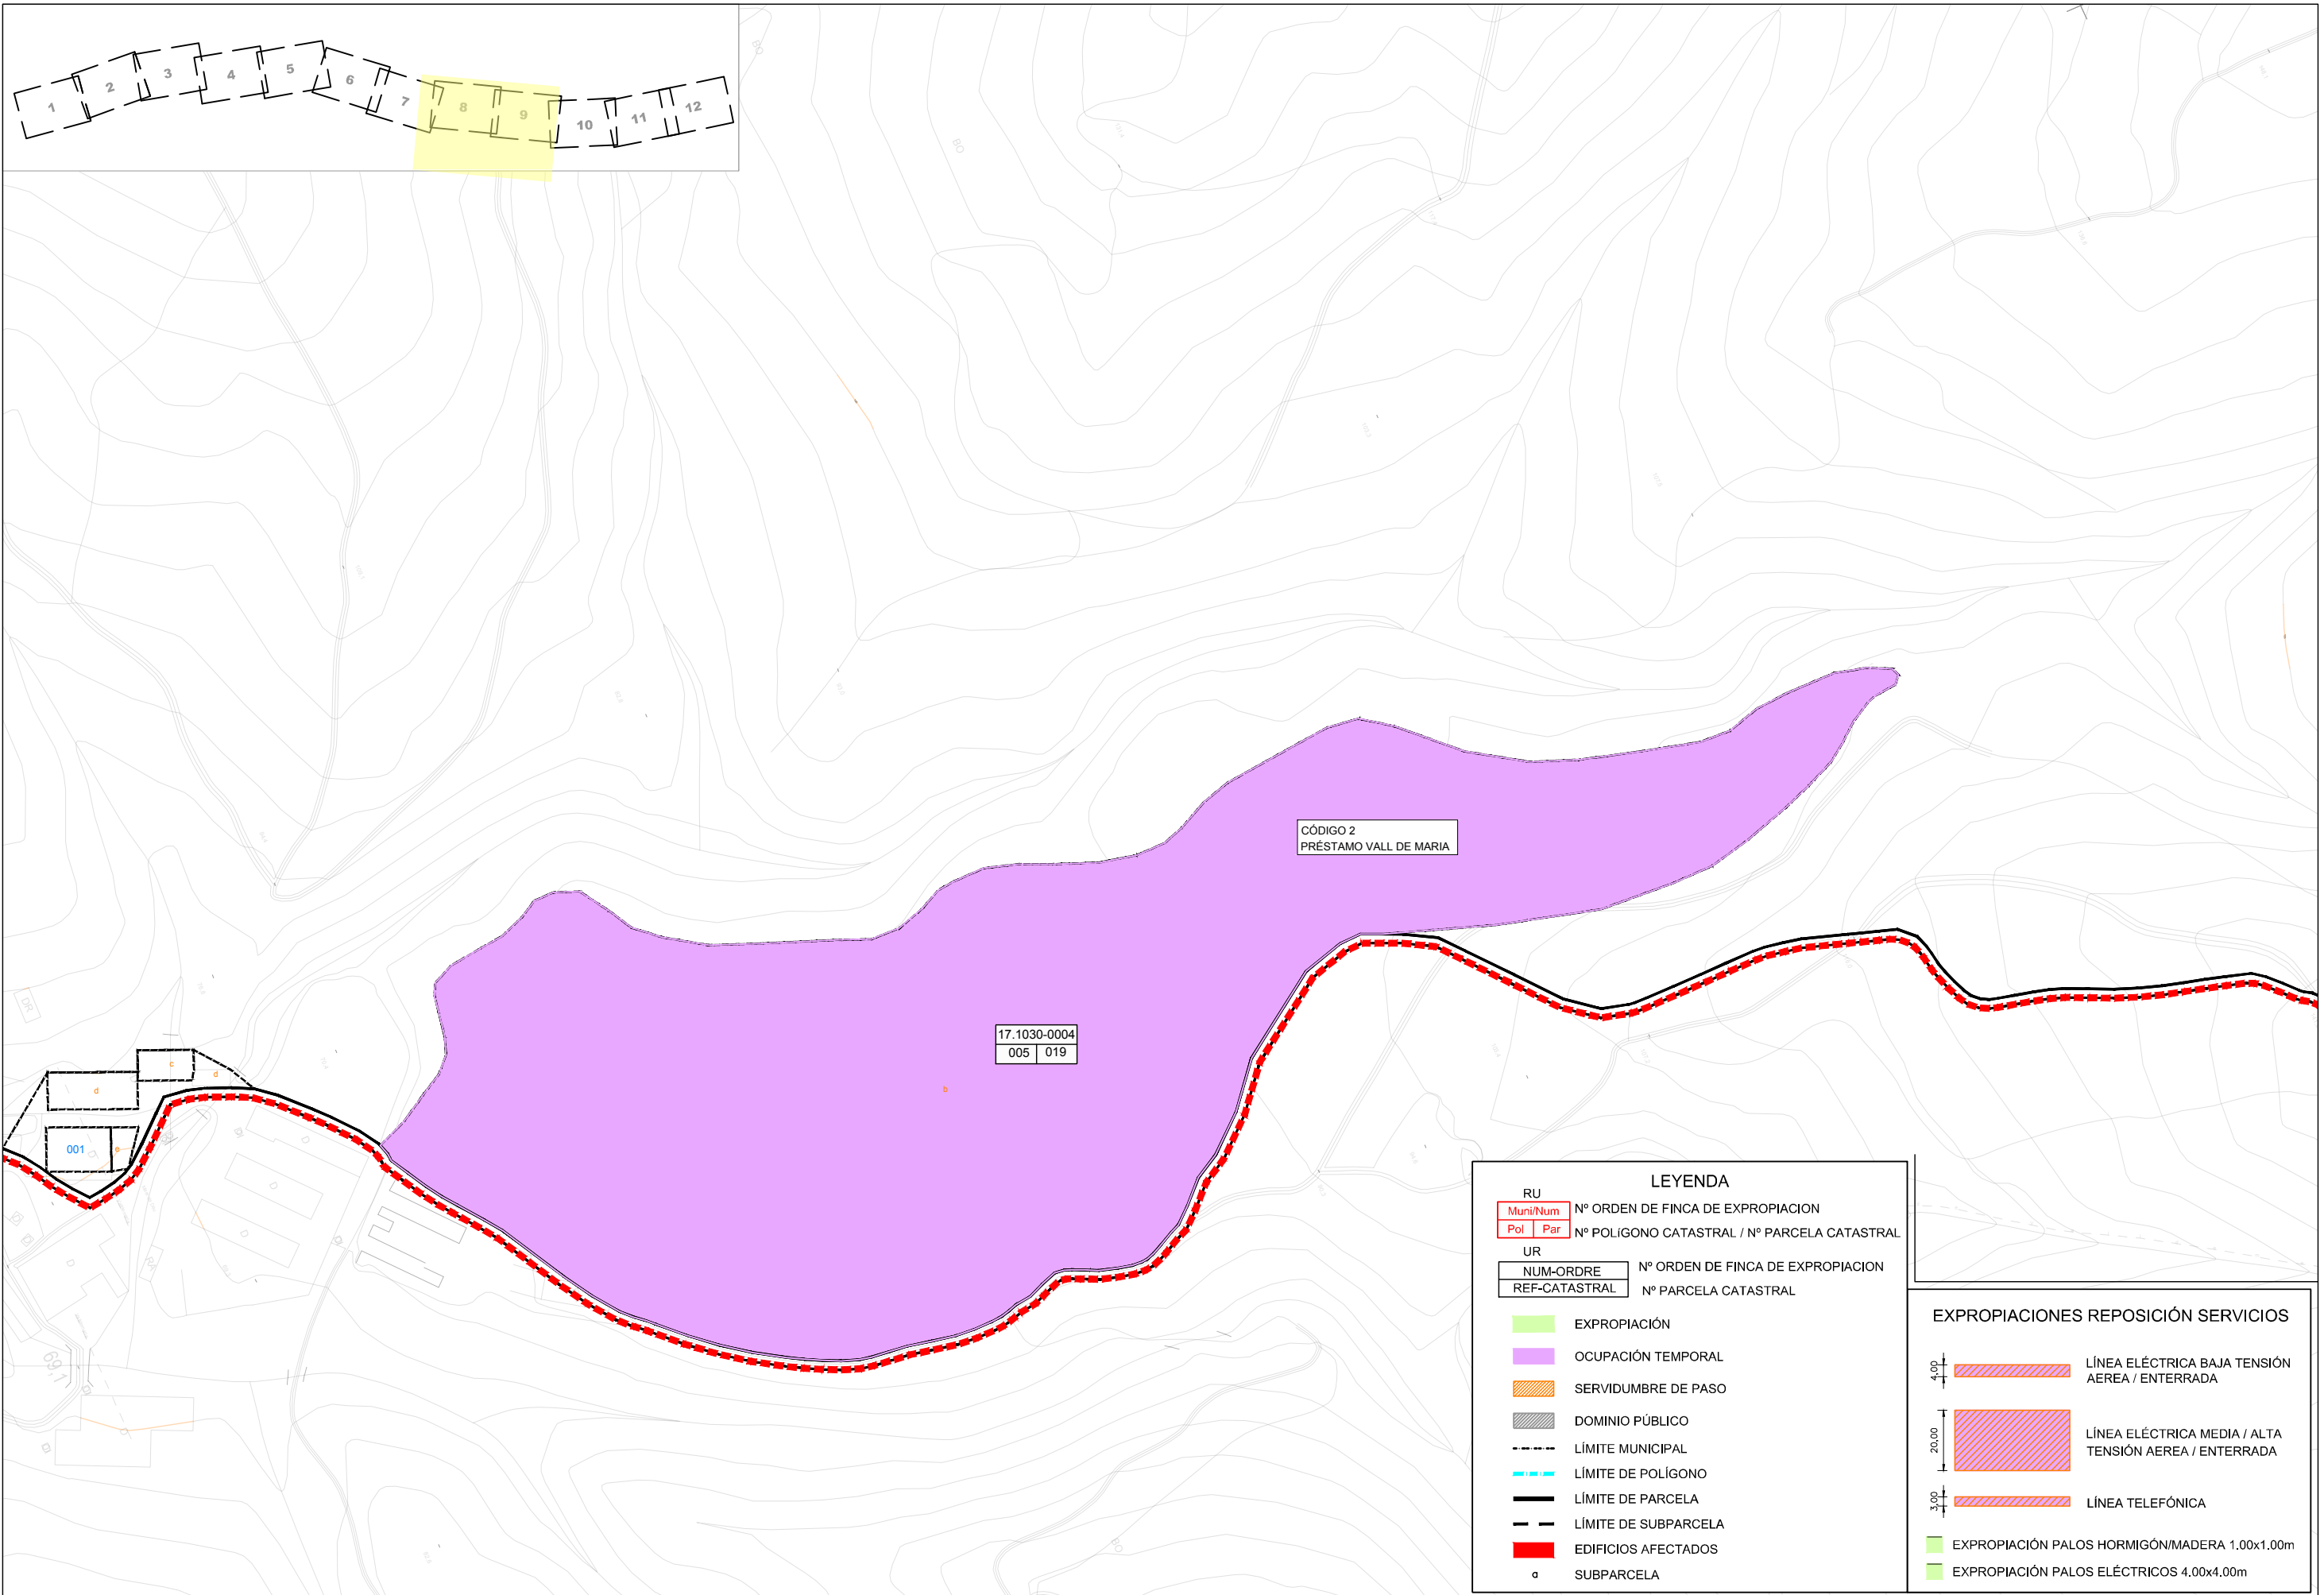 1 2 3 4 5 6 7 8 9 10 11 12
BO
BO
CÓDIGO 2
PRÉSTAMO VALL DE MARIA
17.1030-0004
005 019
b
DR
c
d
d
001
e
69,1
BO
LEYENDA
RU
Muni/Num Nº ORDEN DE FINCA DE EXPROPIACION
Pol Par Nº POLíGONO CATASTRAL / Nº PARCELA CATASTRAL
UR
NUM-ORDRE Nº ORDEN DE FINCA DE EXPROPIACION
REF-CATASTRAL Nº PARCELA CATASTRAL
EXPROPIACIÓN
OCUPACIÓN TEMPORAL
SERVIDUMBRE DE PASO
DOMINIO PÚBLICO
LÍMITE MUNICIPAL
LÍMITE DE POLÍGONO
LÍMITE DE PARCELA
LÍMITE DE SUBPARCELA
EDIFICIOS AFECTADOS
a SUBPARCELA
EXPROPIACIONES REPOSICIÓN SERVICIOS
4,00 LÍNEA ELÉCTRICA BAJA TENSIÓN
AEREA / ENTERRADA
20,00 LÍNEA ELÉCTRICA MEDIA / ALTA
TENSIÓN AEREA / ENTERRADA
3,00 LÍNEA TELEFÓNICA
EXPROPIACIÓN PALOS HORMIGÓN/MADERA 1.00x1.00m
EXPROPIACIÓN PALOS ELÉCTRICOS 4.00x4.00m